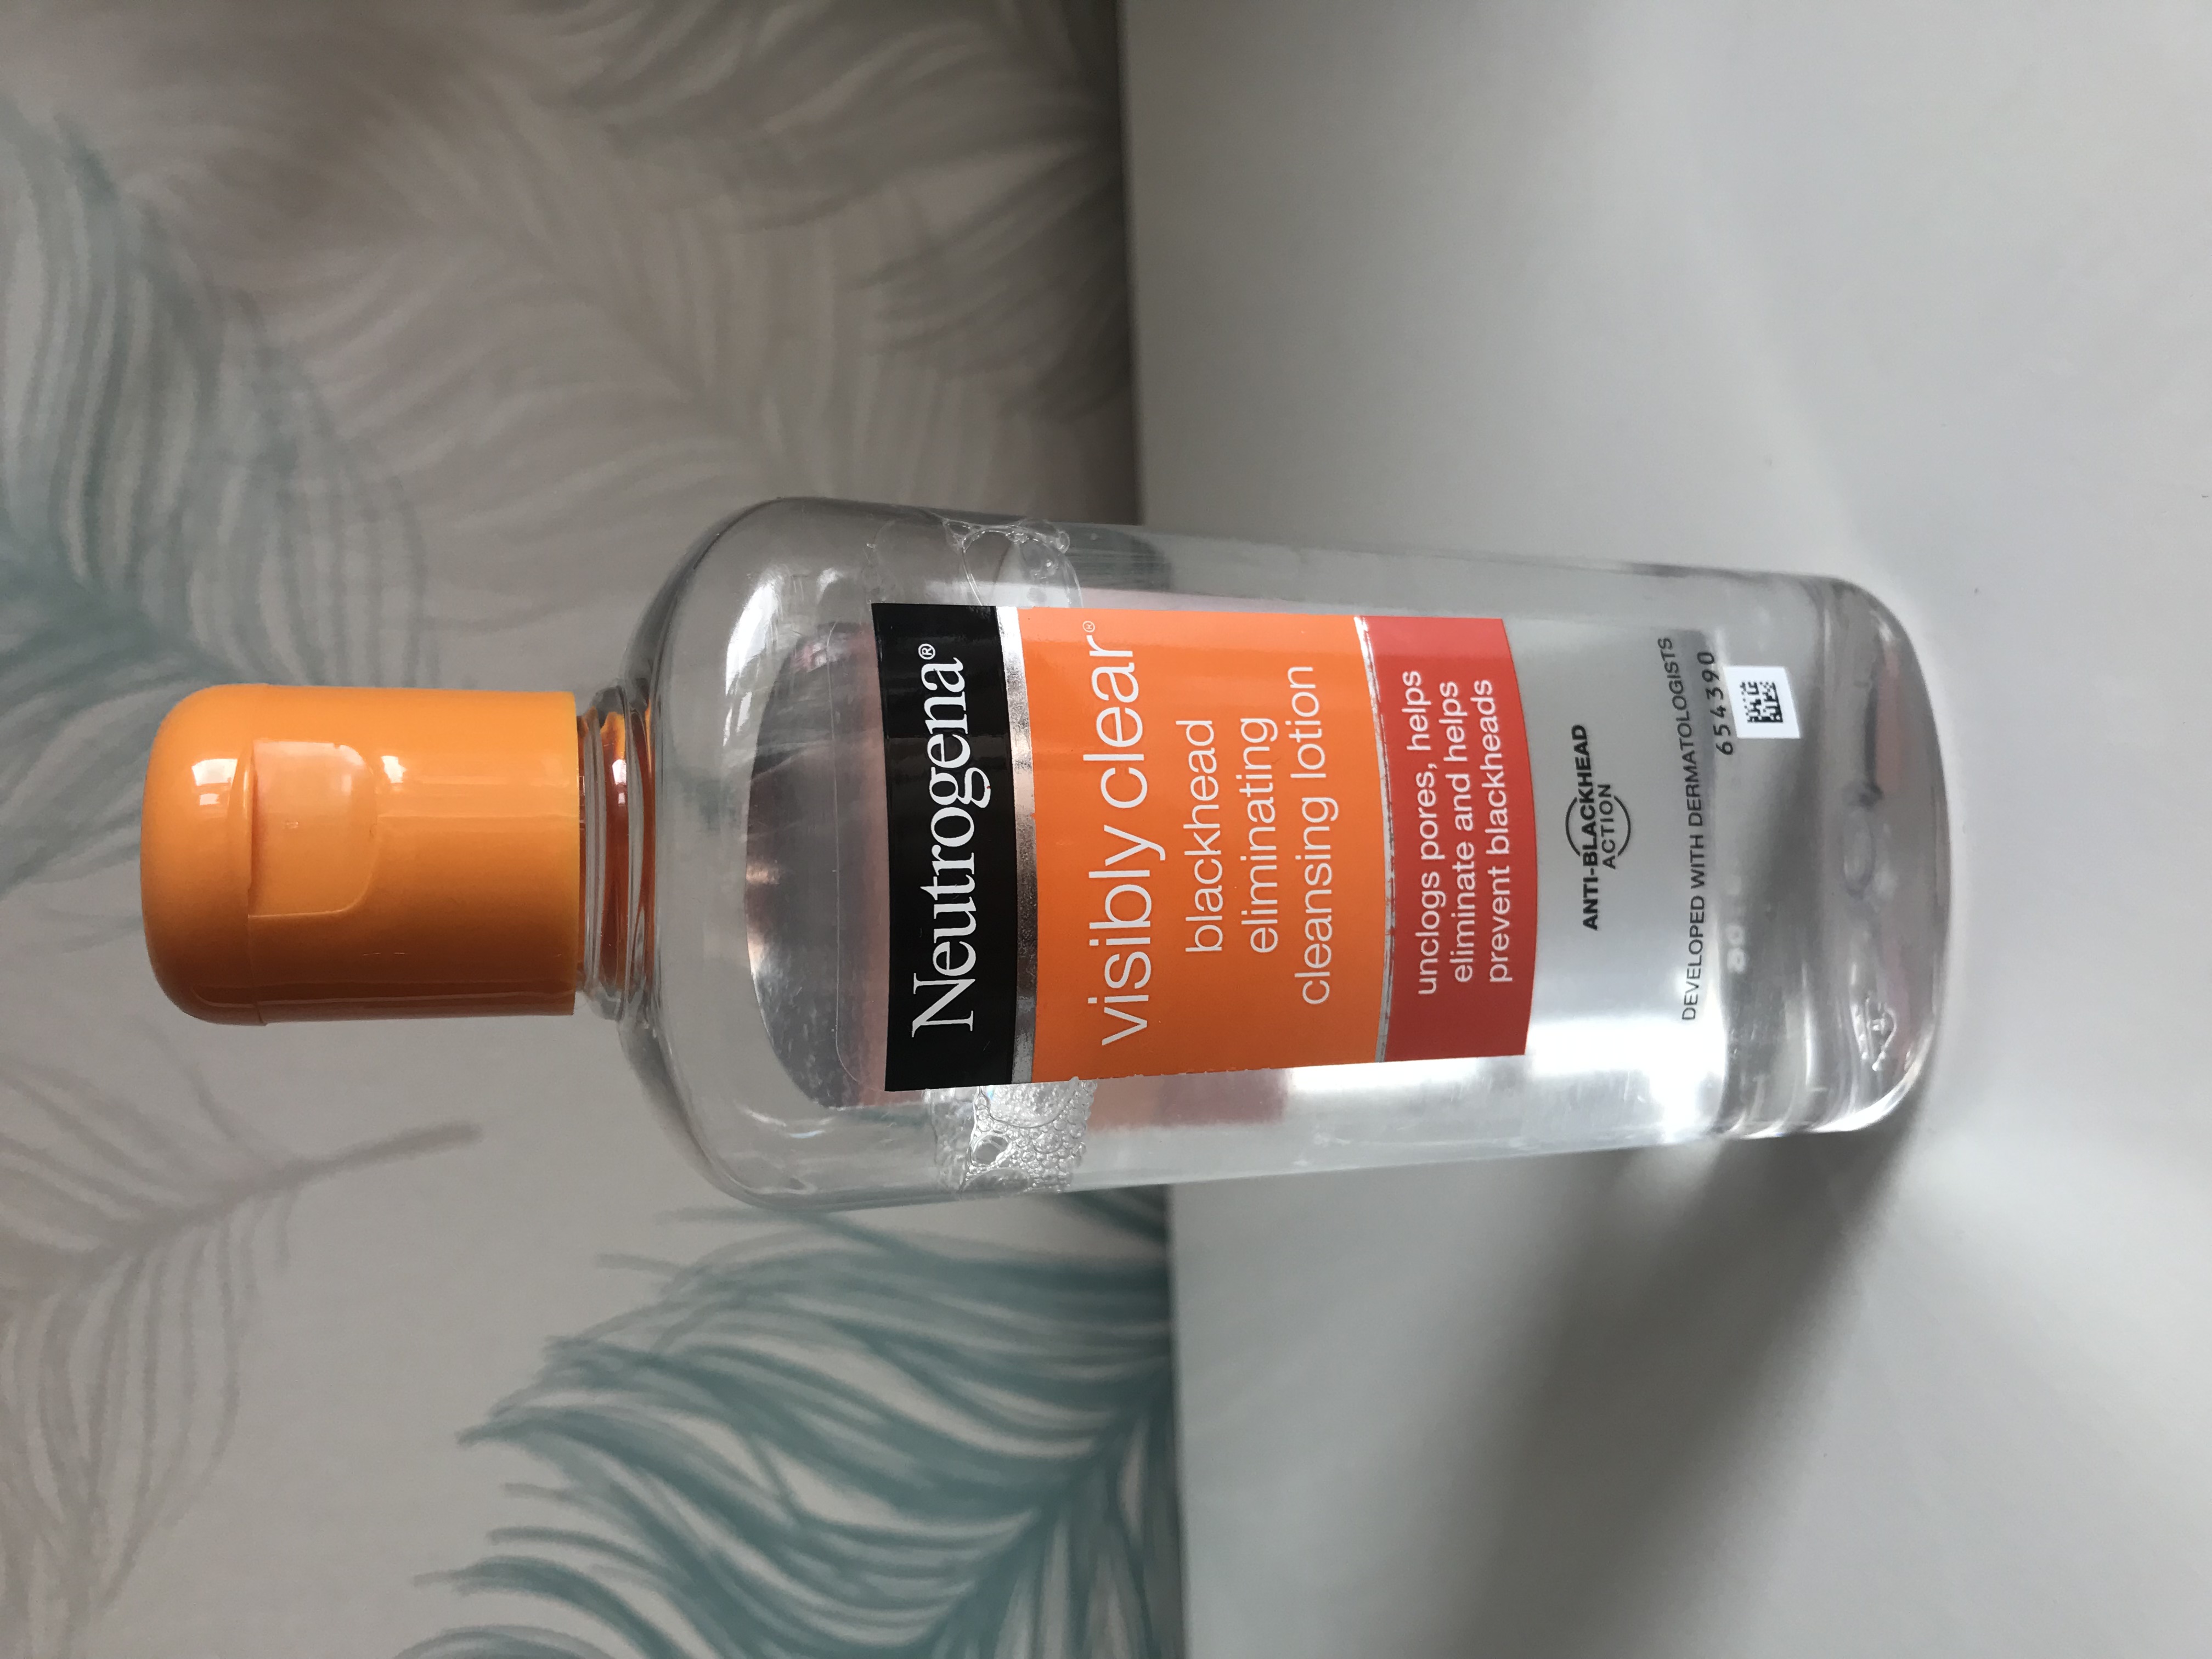 Neutrogena®
visibly clear®
blackhead
eliminating
cleansing lotion
unclogs pores, helps
eliminate and helps
prevent blackheads
ANTI-BLACKHEAD
ACTION
DEVELOPED WITH DERMATOLOGISTS
654390